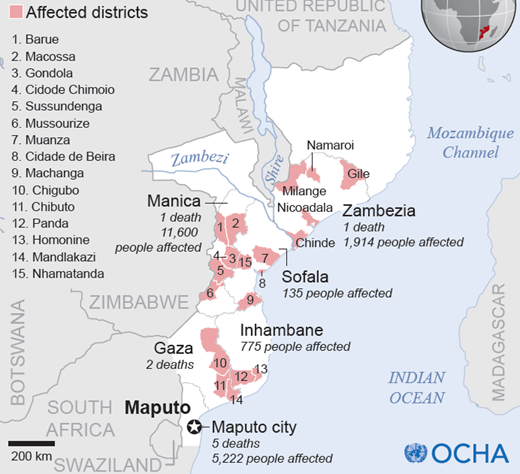 Affected districts
1. Barue
2. Macossa
3. Gondola
4. Cidode Chimoio
5. Sussundenga
6. Mussourize
7. Muanza
8. Cidade de Beira
9. Machanga
10. Chigubo
11. Chibuto
12. Panda
13. Homonine
14. Mandlakazi
15. Nhamatanda
UNITED REPUBLIC
OF TANZANIA
ZAMBIA
MALAWI
Zambezi
Shire
Mozambique
Channel
Namaroi
Gile
Milange
Nicoadala
Chinde
Manica
1 death
11,600
people affected
Zambezia
1 death
1,914 people affected
Sofala
135 people affected
1
2
4
3
15
7
5
8
6
9
ZIMBABWE
BOTSWANA
MADAGASCAR
Inhambane
775 people affected
Gaza
2 deaths
10
13
12
11
14
INDIAN
OCEAN
SOUTH
AFRICA
Maputo
Maputo city
5 deaths
5,222 people affected
200 km
SWAZILAND
OCHA